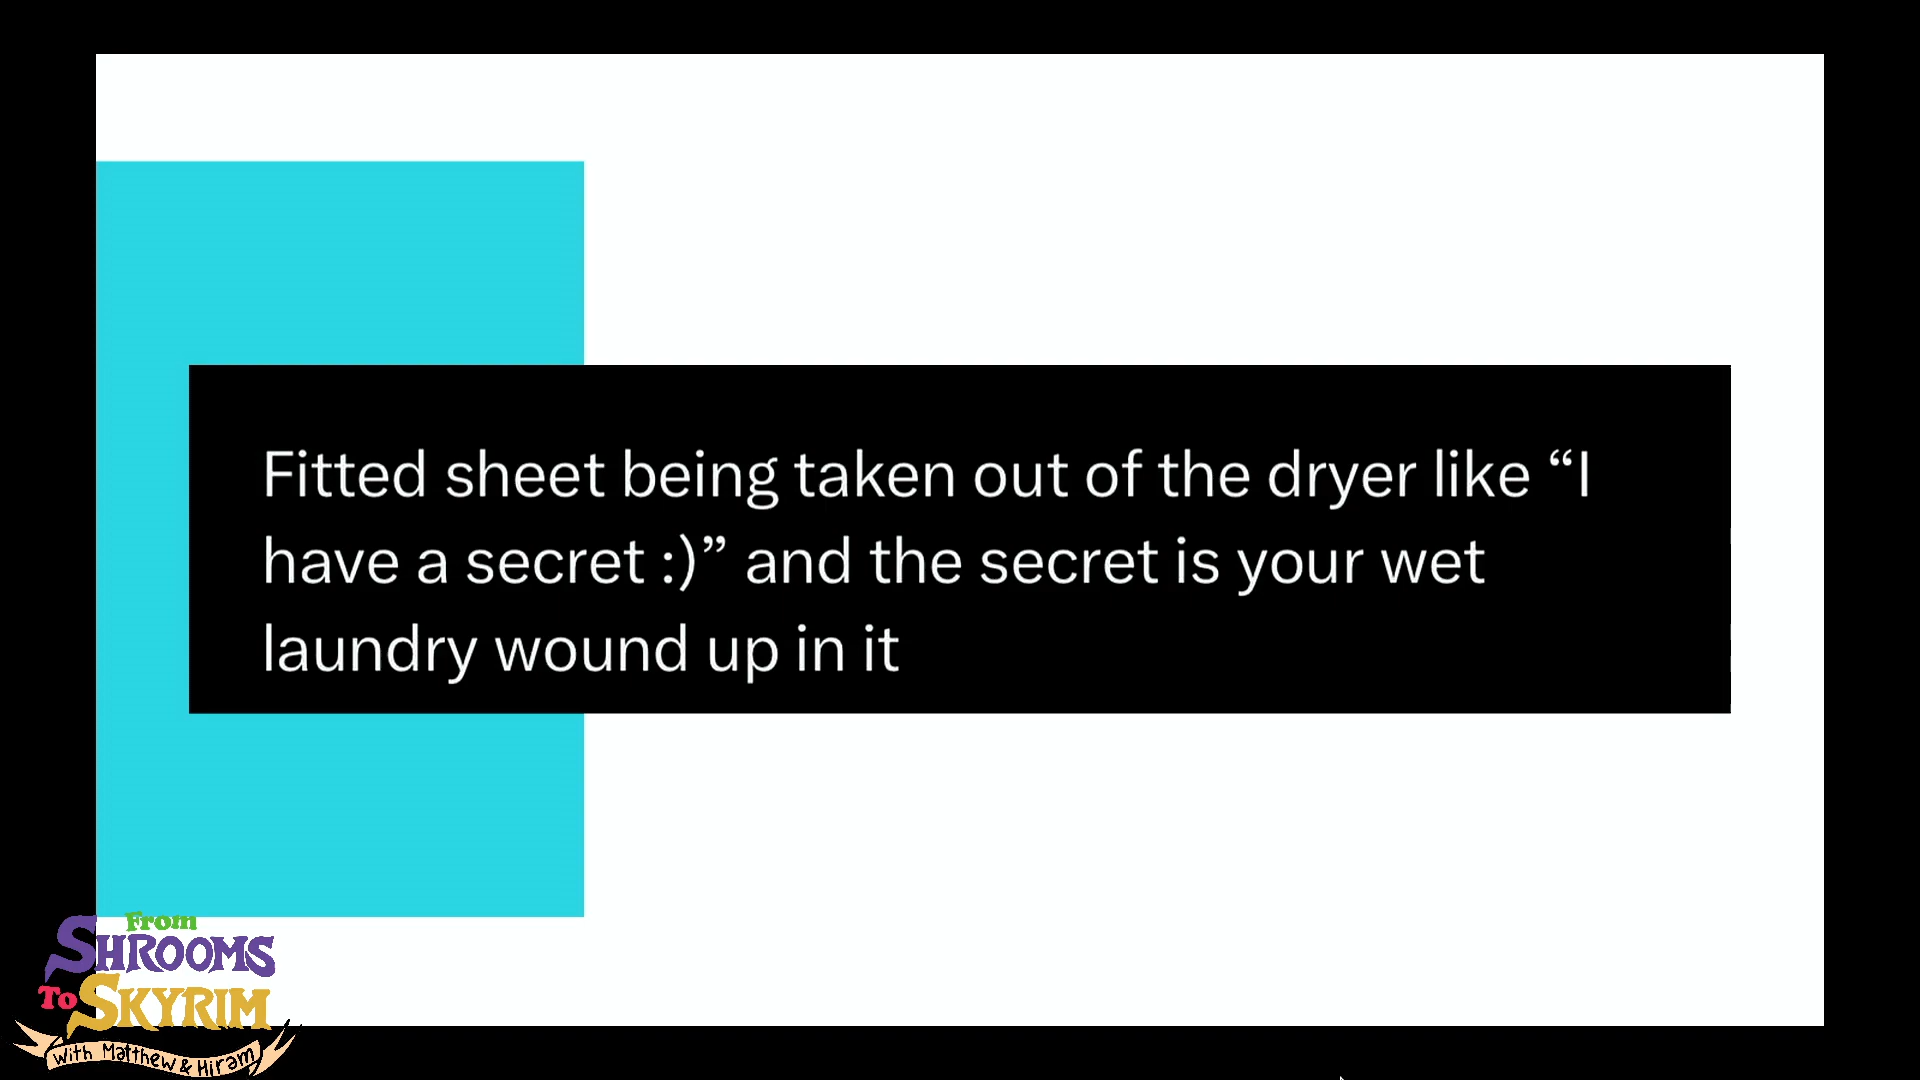 Fitted sheet being taken out of the dryer like “I
have a secret :)” and the secret is your wet
laundry wound up in it
From
SHROOMS
To SKYRIM
with Matthew & Hiram